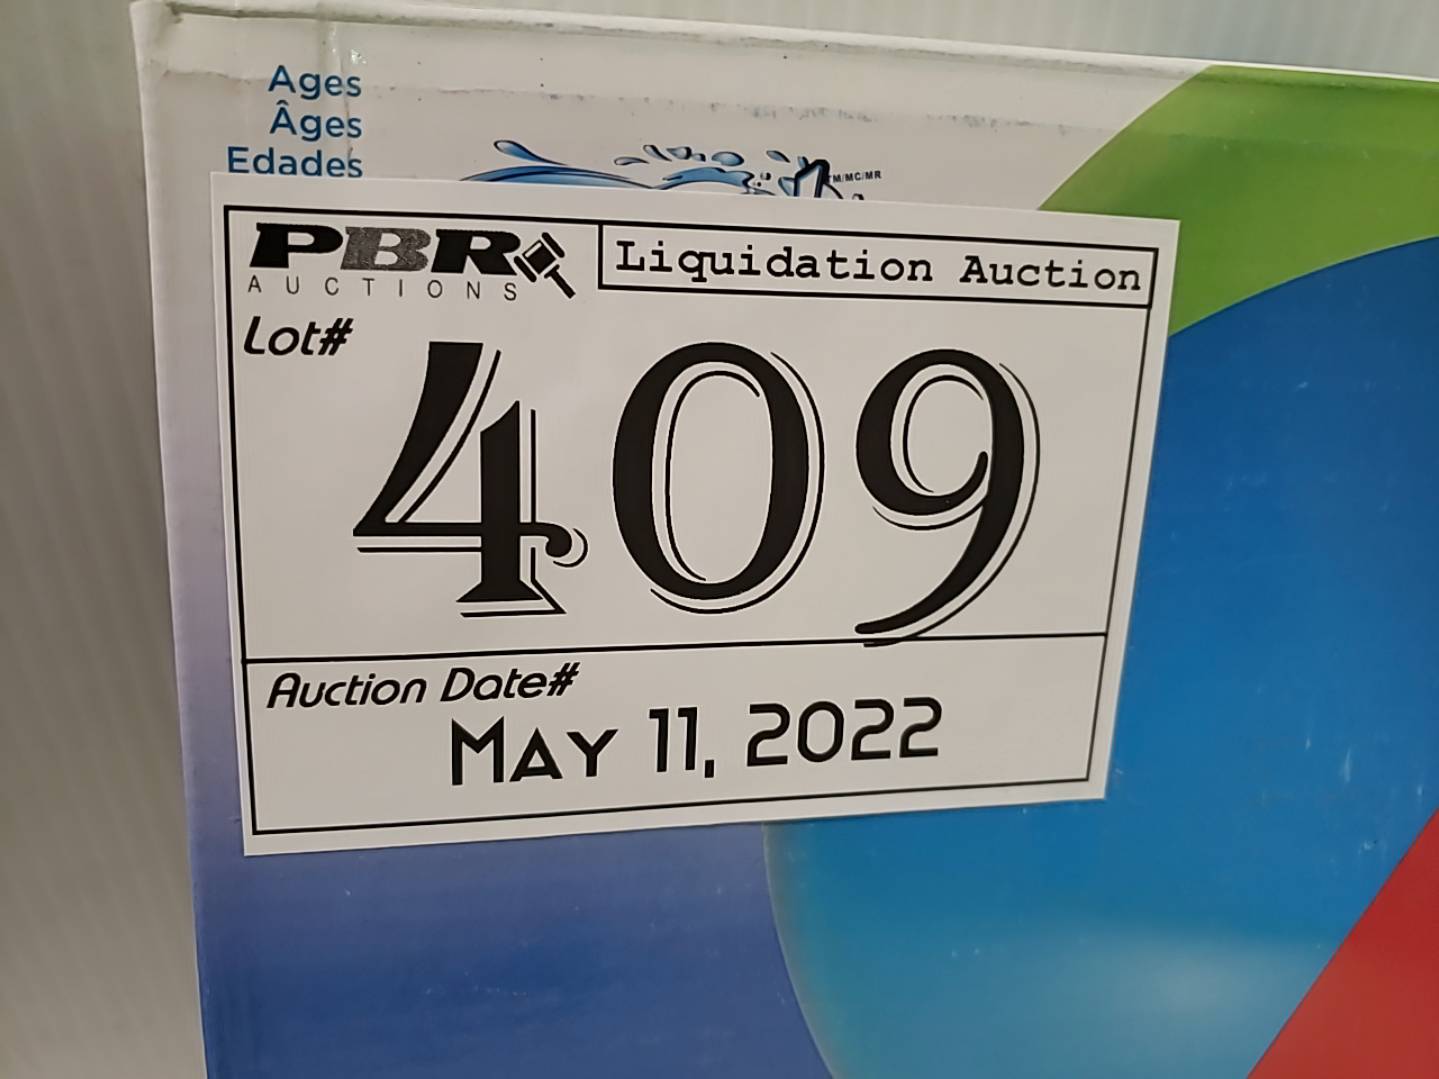 Ages
Âges
Edades
TM/MC/MR
PBR
AUCTIONS
Liquidation Auction
Lot#
409
Auction Date#
May 11, 2022